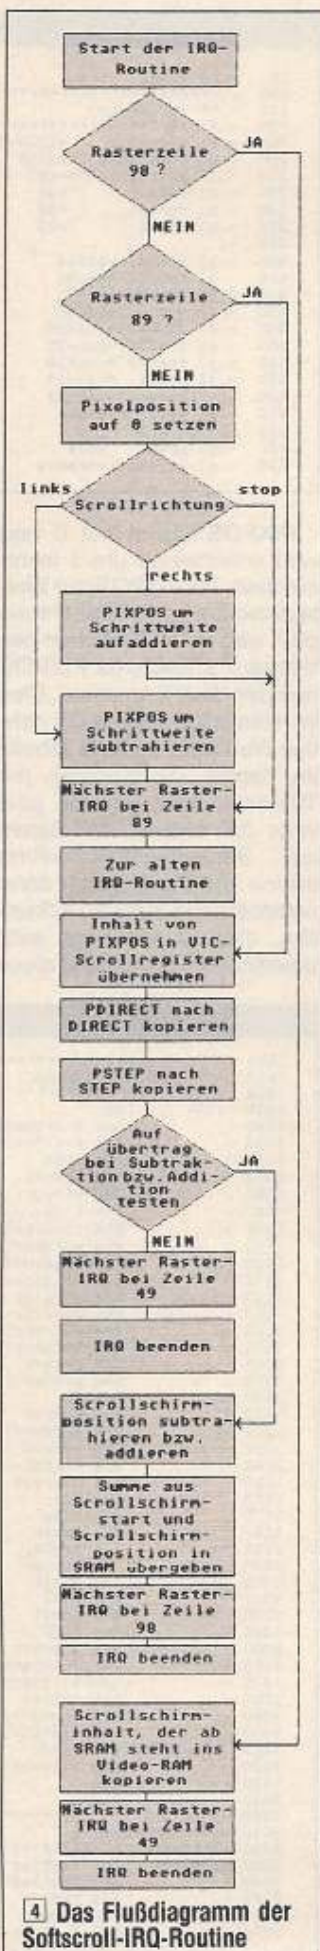 Start der IRQ-
Routine
Rasterzeile
98 ?
JA
NEIN
Rasterzeile
89 ?
JA
NEIN
Pixelposition
auf 0 setzen
links
Scrollrichtung
stop
rechts
PIXPOS um
Schrittweite
aufaddieren
PIXPOS um
Schrittweite
subtrahieren
Nächster Raster-
IRQ bei Zeile
89
Zur alten
IRQ-Routine
Inhalt von
PIXPOS in VIC-
Scrollregister
übernehmen
PDIRECT nach
DIRECT kopieren
PSTEP nach
STEP kopieren
Auf
übertrag
bei Subtrak-
tion bzw. Addi-
tion
testen
JA
NEIN
Nächster Raster-
IRQ bei Zeile
49
IRQ beenden
Scrollschirm-
position subtra-
hieren bzw.
addieren
Summe aus
Scrollschirm-
start und
Scrollschirm-
position in
SRAM übergeben
Nächster Raster-
IRQ bei Zeile
98
IRQ beenden
Scrollschirm-
inhalt, der ab
SRAM steht ins
Video-RAM
kopieren
Nächster Raster-
IRQ bei Zeile
49
IRQ beenden
4 Das Flußdiagramm der
Softscroll-IRQ-Routine